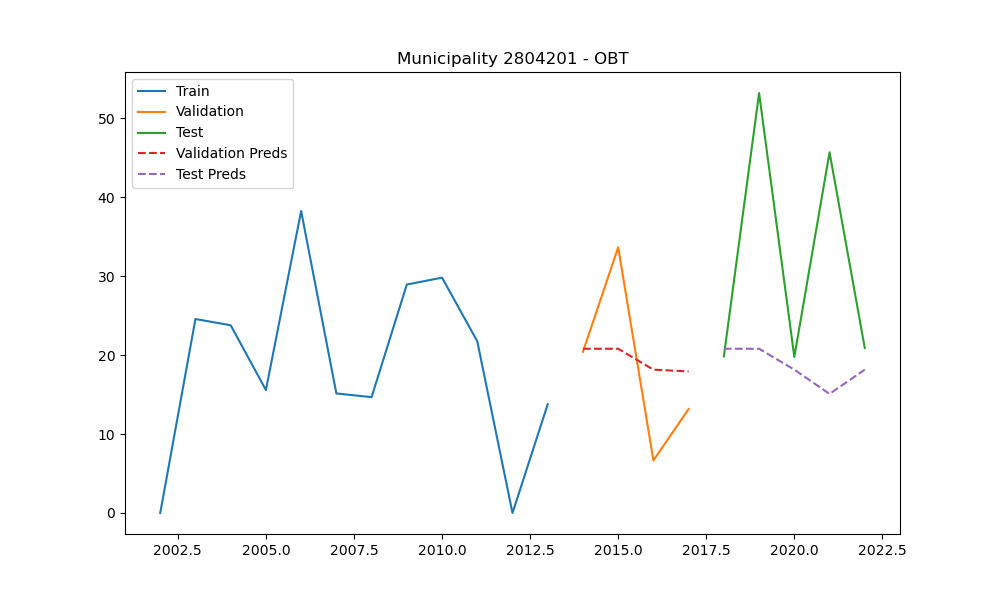 Municipality 2804201 - OBT
Train
Validation
Test
Validation Preds
Test Preds
50
40
30
20
10
0
2002.5 2005.0 2007.5 2010.0 2012.5 2015.0 2017.5 2020.0 2022.5